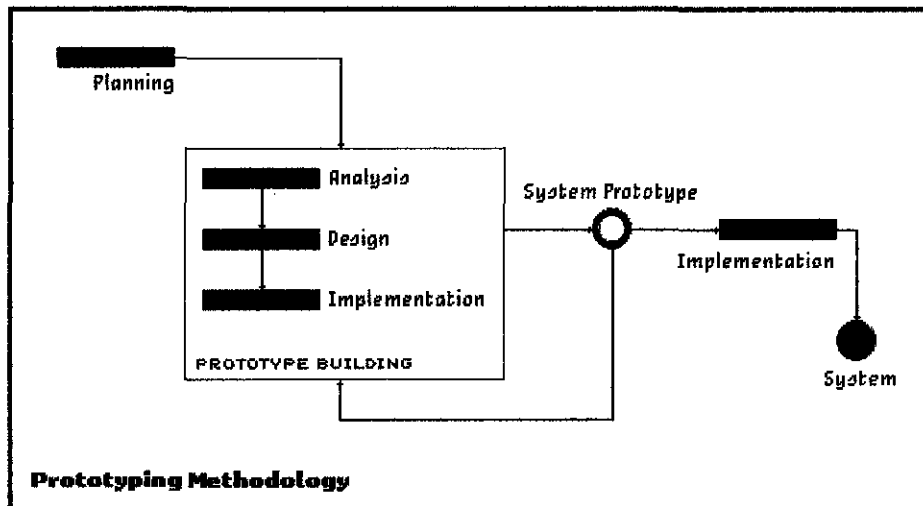 Planning
Analysis
System Prototype
Design
Implementation
Implementation
PROTOTYPE BUILDING
System
Prototyping Methodology